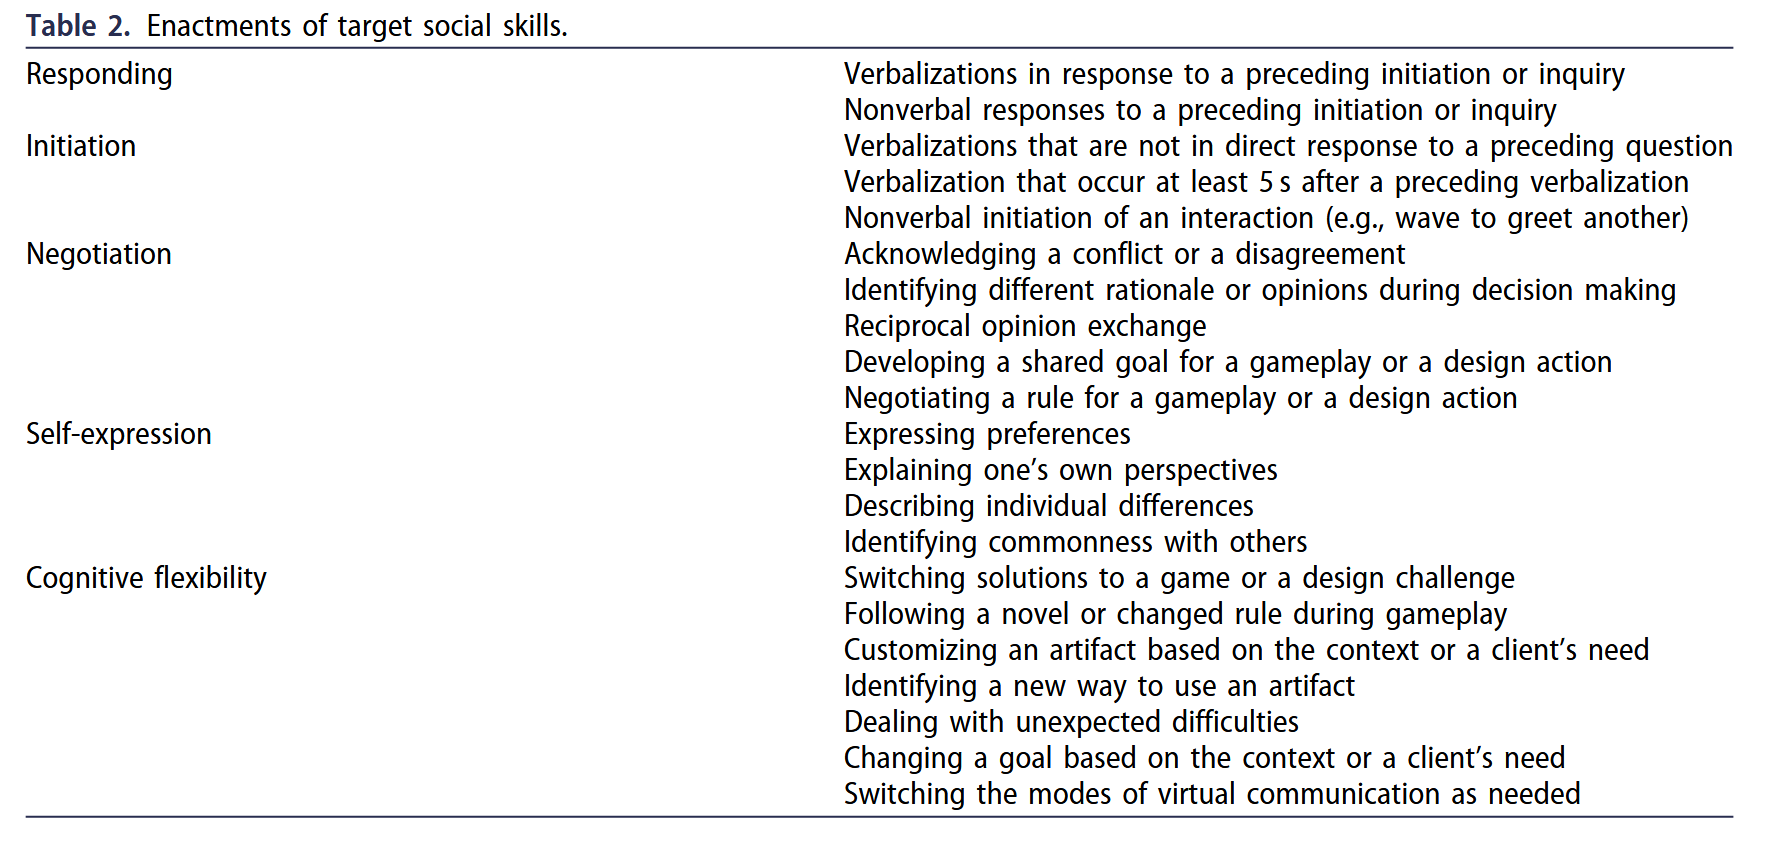 Table 2. Enactments of target social skills.
Responding Verbalizations in response to a preceding initiation or inquiry
Nonverbal responses to a preceding initiation or inquiry
Initiation Verbalizations that are not in direct response to a preceding question
Verbalization that occur at least 5 s after a preceding verbalization
Nonverbal initiation of an interaction (e.g., wave to greet another)
Negotiation Acknowledging a conflict or a disagreement
Identifying different rationale or opinions during decision making
Reciprocal opinion exchange
Developing a shared goal for a gameplay or a design action
Negotiating a rule for a gameplay or a design action
Self-expression Expressing preferences
Explaining one’s own perspectives
Describing individual differences
Identifying commonness with others
Cognitive flexibility Switching solutions to a game or a design challenge
Following a novel or changed rule during gameplay
Customizing an artifact based on the context or a client’s need
Identifying a new way to use an artifact
Dealing with unexpected difficulties
Changing a goal based on the context or a client’s need
Switching the modes of virtual communication as needed